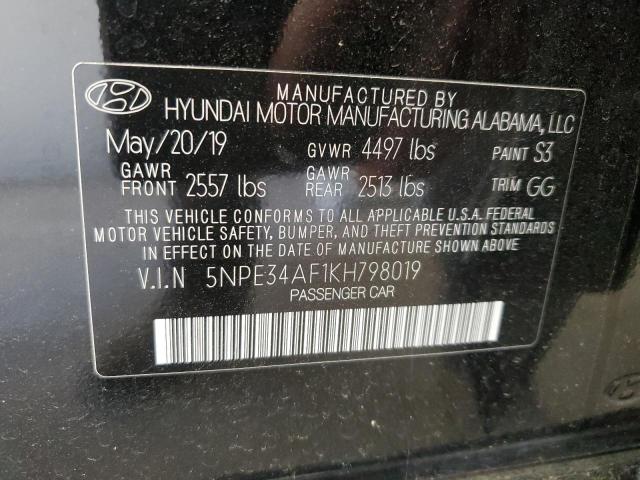 MANUFACTURED BY
HYUNDAI MOTOR MANUFACTURING ALABAMA, LLC
May/20/19 GVWR 4497 lbs PAINT S3
GAWR FRONT 2557 lbs GAWR REAR 2513 lbs TRIM GG
THIS VEHICLE CONFORMS TO ALL APPLICABLE U.S.A. FEDERAL
MOTOR VEHICLE SAFETY, BUMPER, AND THEFT PREVENTION STANDARDS
IN EFFECT ON THE DATE OF MANUFACTURE SHOWN ABOVE
V.I.N 5NPE34AF1KH798019
PASSENGER CAR